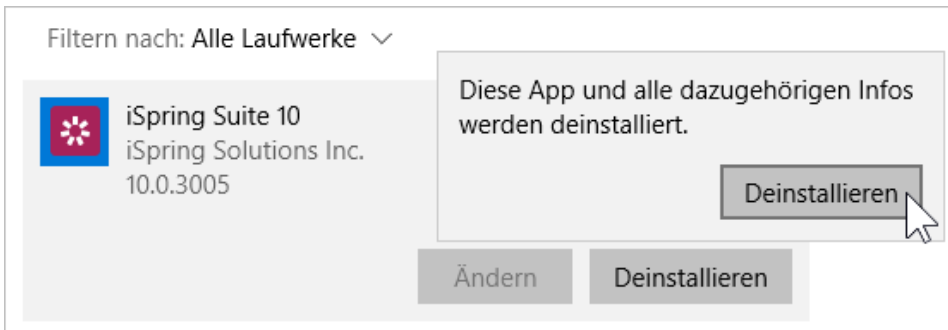 Filtern nach: Alle Laufwerke
Diese App und alle dazugehörigen Infos
werden deinstalliert.
Deinstallieren
iSpring Suite 10
iSpring Solutions Inc.
10.0.3005
Ändern
Deinstallieren